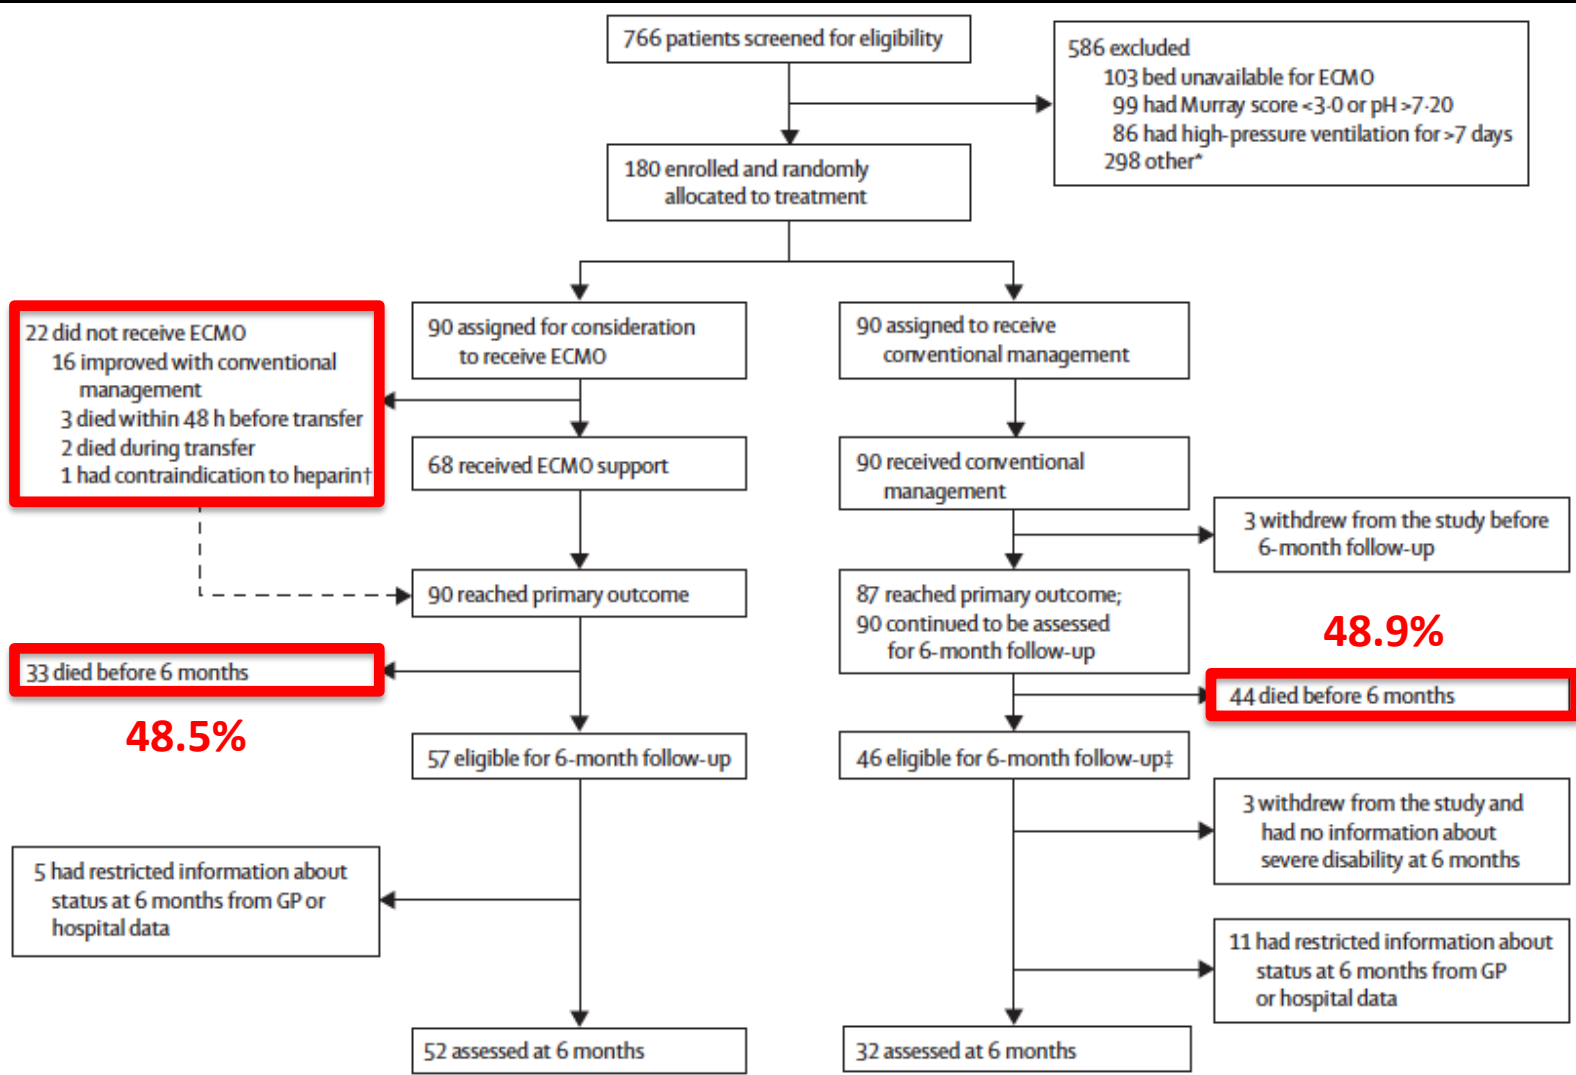 766 patients screened for eligibility
586 excluded
103 bed unavailable for ECMO
99 had Murray score <3·0 or pH >7·20
86 had high-pressure ventilation for >7 days
298 other*
180 enrolled and randomly
allocated to treatment
22 did not receive ECMO
16 improved with conventional
management
3 died within 48 h before transfer
2 died during transfer
1 had contraindication to heparin†
90 assigned for consideration
to receive ECMO
90 assigned to receive
conventional management
68 received ECMO support
90 received conventional
management
3 withdrew from the study before
6-month follow-up
90 reached primary outcome
87 reached primary outcome;
90 continued to be assessed
for 6-month follow-up
48.9%
33 died before 6 months
44 died before 6 months
48.5%
57 eligible for 6-month follow-up
46 eligible for 6-month follow-up‡
3 withdrew from the study and
had no information about
severe disability at 6 months
5 had restricted information about
status at 6 months from GP or
hospital data
11 had restricted information about
status at 6 months from GP
or hospital data
52 assessed at 6 months
32 assessed at 6 months